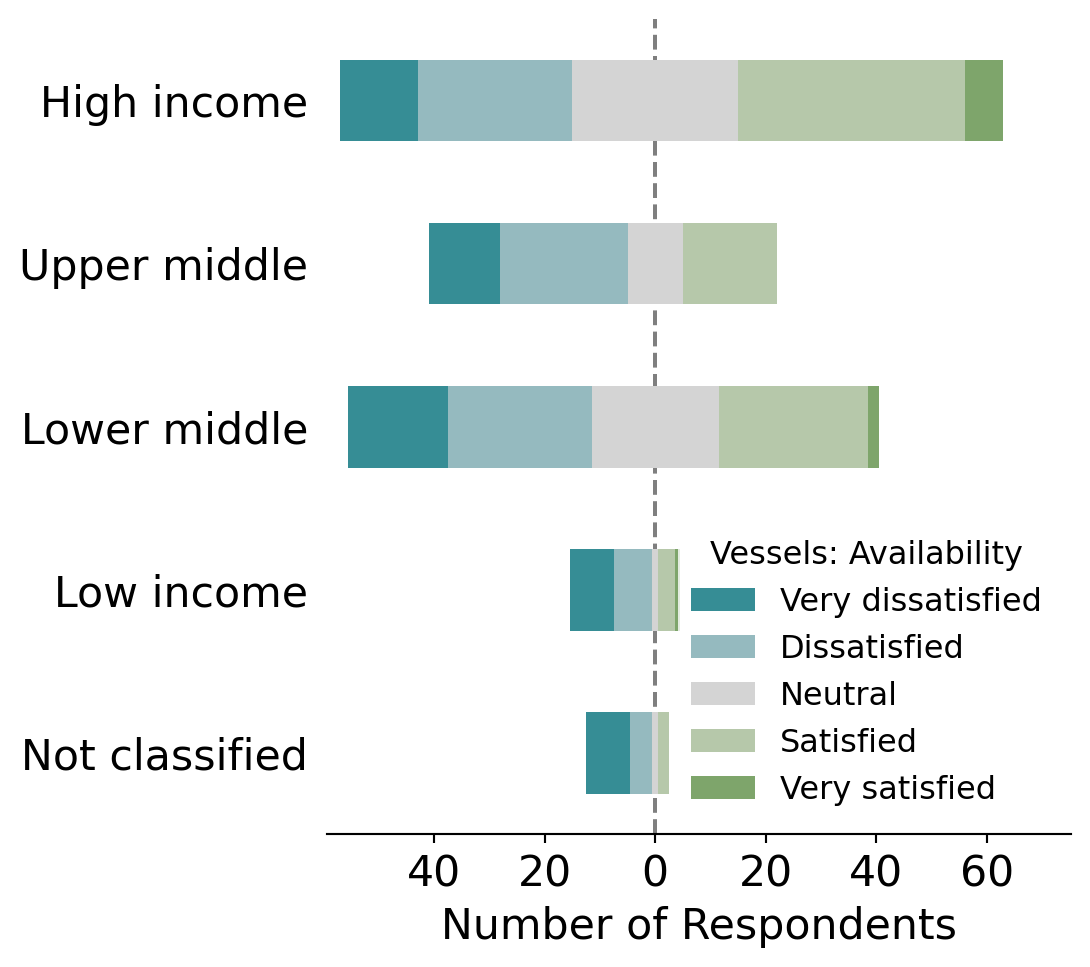 High income
Upper middle
Lower middle
Low income
Not classified
Vessels: Availability
Very dissatisfied
Dissatisfied
Neutral
Satisfied
Very satisfied
40 20 0 20 40 60
Number of Respondents